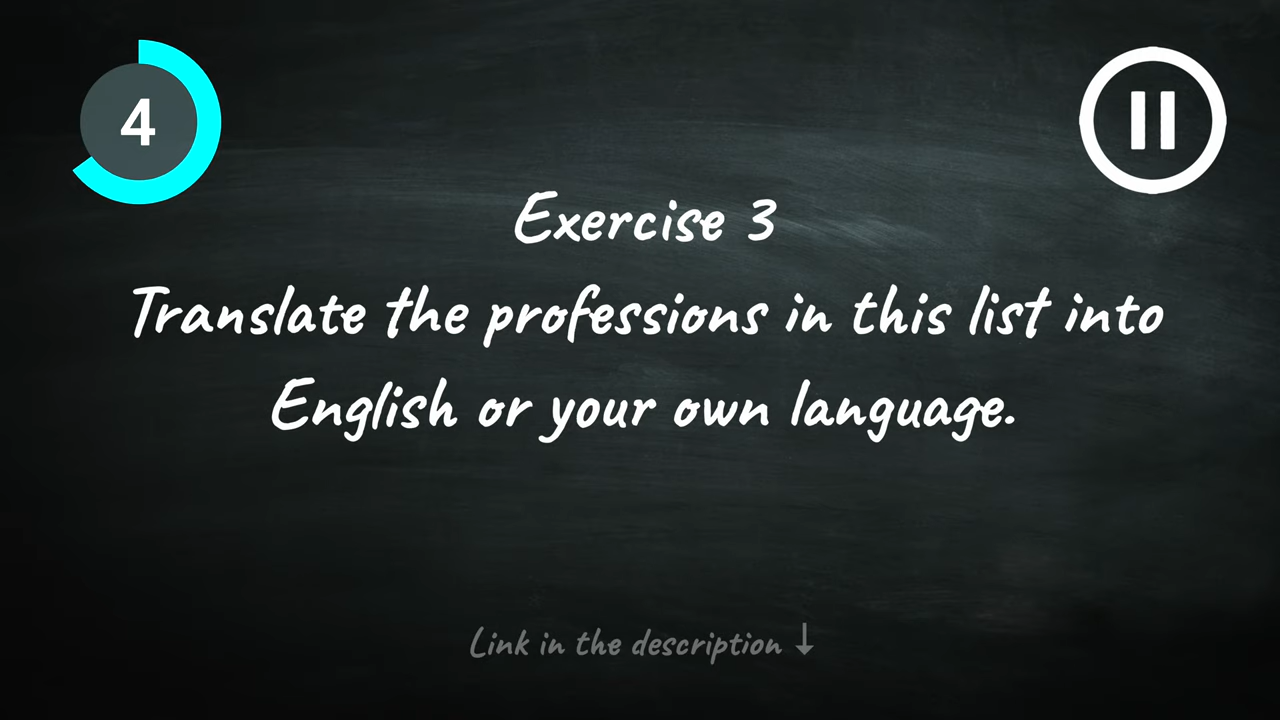 4
Exercise 3
Translate the professions in this list into
English or your own language.
Link in the description ↓